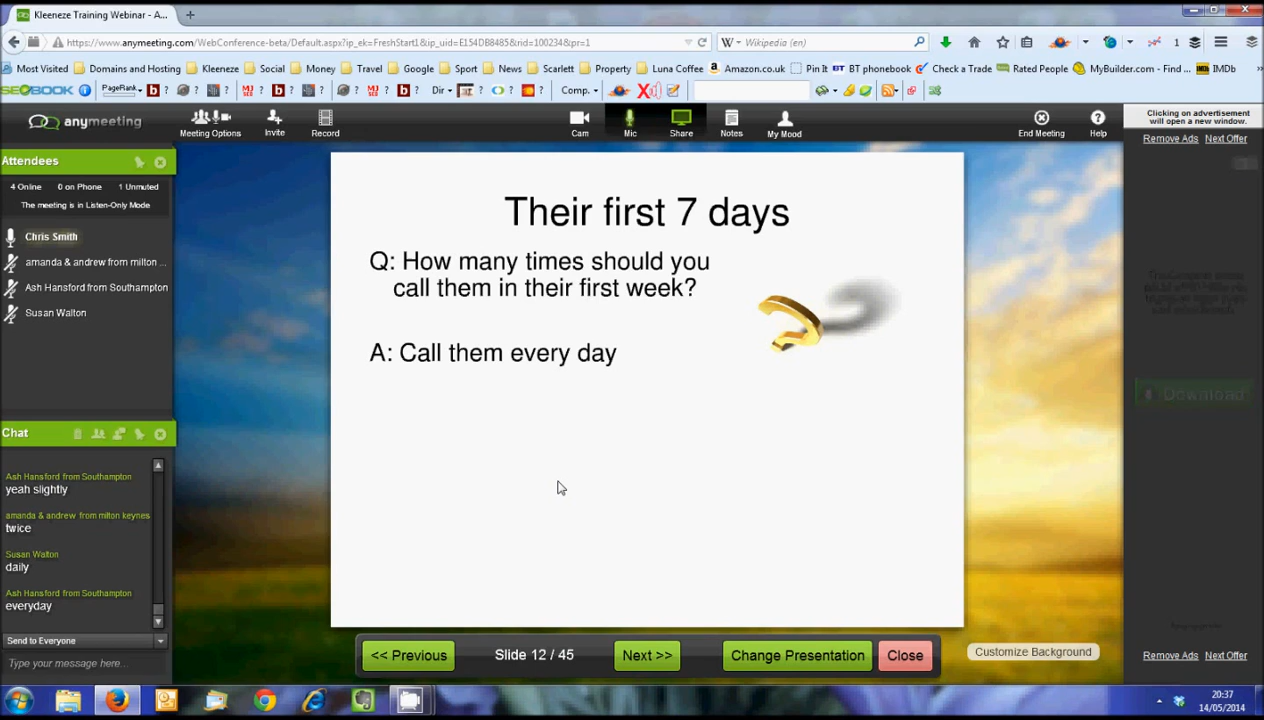 Kleeneze Training Webinar - A...
https://www.anymeeting.com/WebConference-beta/Default.aspx?ip_ek=FreshStart1&ip_uid=E154DB8485&rid=100234&pr=1
Wikipedia (en)
1
Most Visited
Domains and Hosting
Kleeneze
Social
Money
Travel
Google
Sport
News
Scarlett
Property
Luna Coffee
Amazon.co.uk
Pin It
BT phonebook
Check a Trade
Rated People
MyBuilder.com - Find ...
IMDb
SEOBOOK
PageRank
Dir
Comp.
anymeeting
Meeting Options
Invite
Record
Cam
Mic
Share
Notes
My Mood
End Meeting
Help
Clicking on advertisement
will open a new window.
Remove Ads Next Offer
Attendees
4 Online 0 on Phone 1 Unmuted
The meeting is in Listen-Only Mode
Chris Smith
amanda & andrew from milton ...
Ash Hansford from Southampton
Susan Walton
Their first 7 days
Q: How many times should you
call them in their first week?
A: Call them every day
Download
Chat
Ash Hansford from Southampton
yeah slightly
amanda & andrew from milton keynes
twice
Susan Walton
daily
Ash Hansford from Southampton
everyday
Send to Everyone
Type your message here...
<< Previous
Slide 12 / 45
Next >>
Change Presentation
Close
Customize Background
Remove Ads Next Offer
20:37
14/05/2014